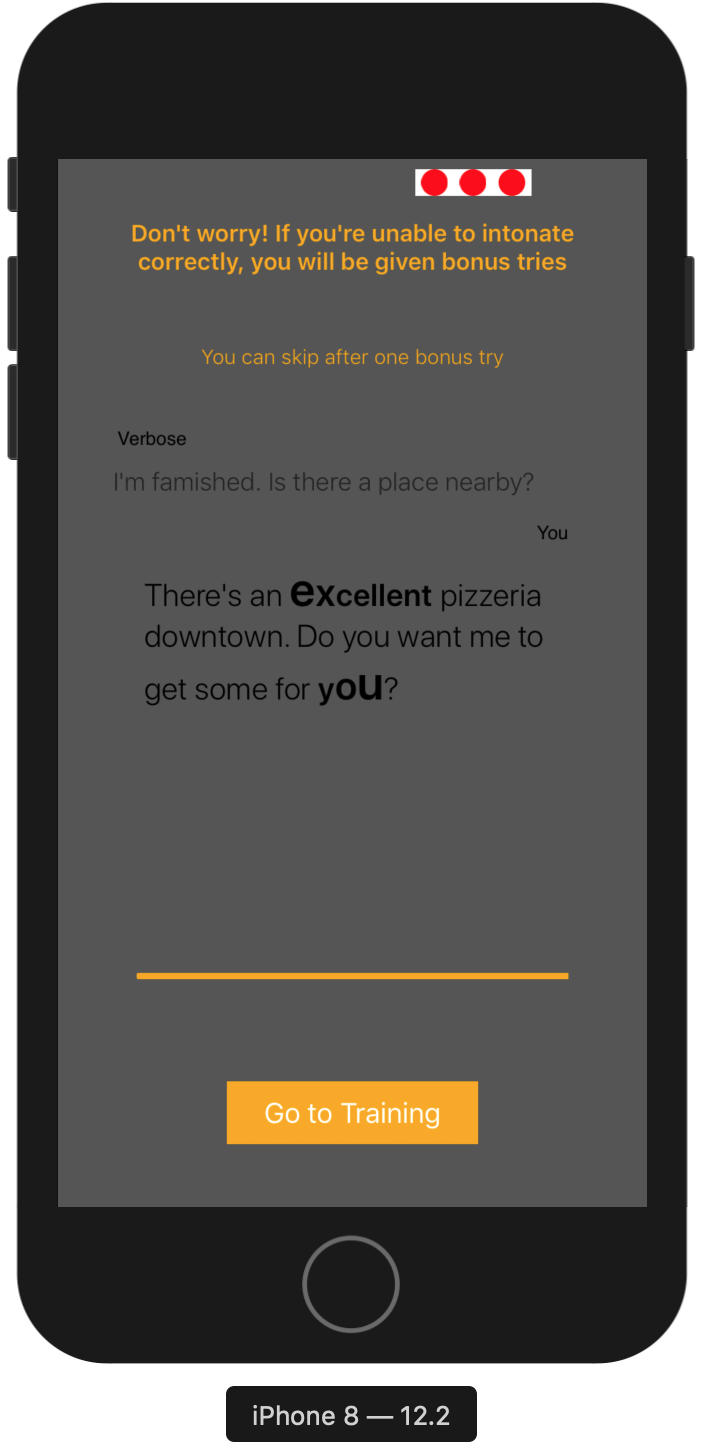 Don't worry! If you're unable to intonate
correctly, you will be given bonus tries
You can skip after one bonus try
Verbose
I'm famished. Is there a place nearby?
You
There's an excellent pizzeria
downtown. Do you want me to
get some for you?
Go to Training
iPhone 8 — 12.2